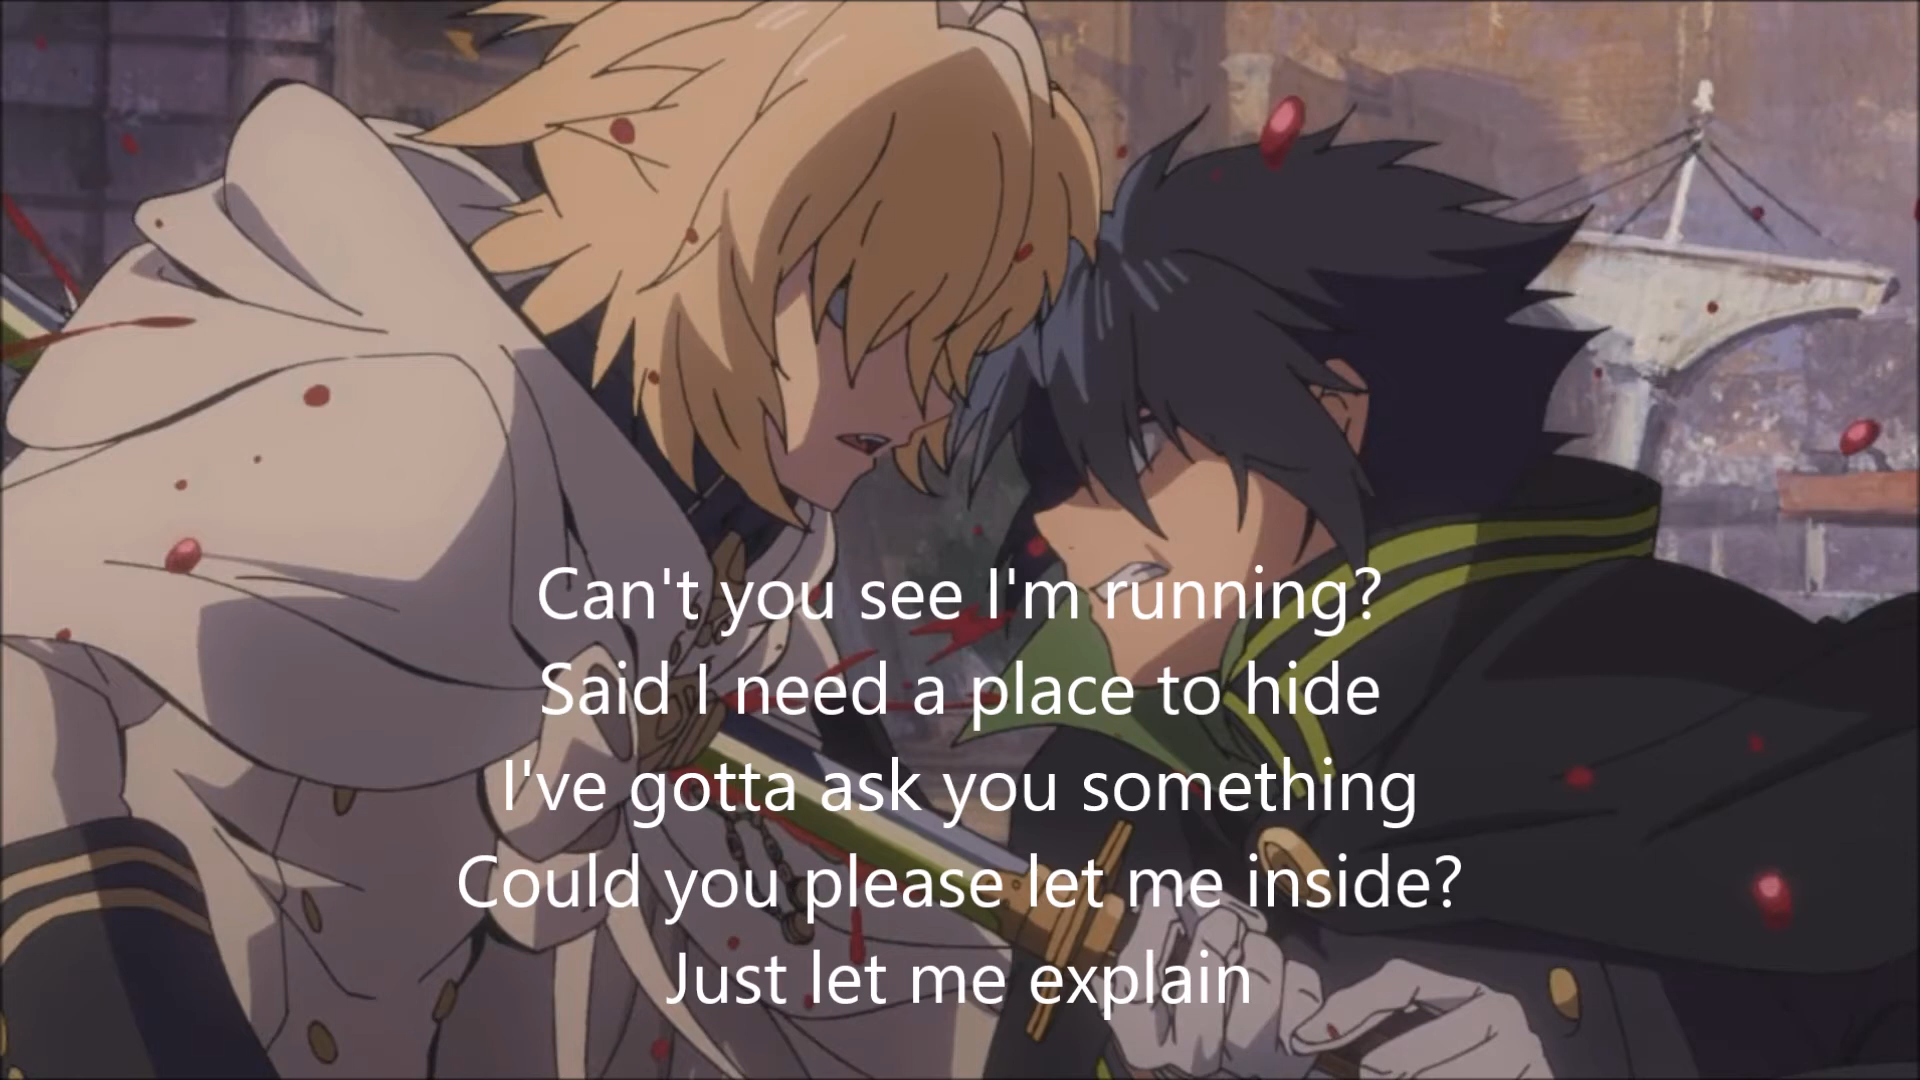 Can't you see I'm running?
Said I need a place to hide
I've gotta ask you something
Could you please let me inside?
Just let me explain